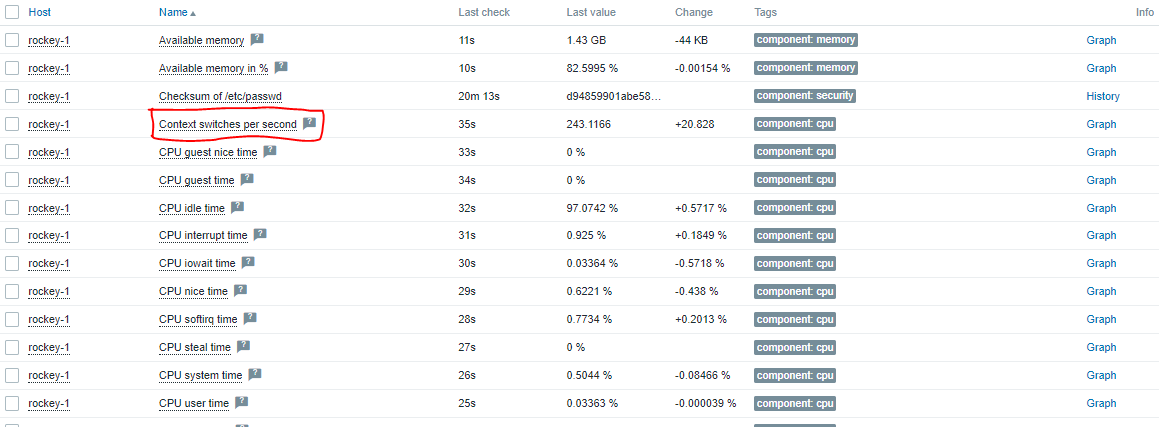 Host Name Last check Last value Change Tags Info
rockey-1 Available memory ? 11s 1.43 GB -44 KB component: memory Graph
rockey-1 Available memory in % ? 10s 82.5995 % -0.00154 % component: memory Graph
rockey-1 Checksum of /etc/passwd 20m 13s d94859901abe58... component: security History
rockey-1 Context switches per second ? 35s 243.1166 +20.828 component: cpu Graph
rockey-1 CPU guest nice time ? 33s 0 % component: cpu Graph
rockey-1 CPU guest time ? 34s 0 % component: cpu Graph
rockey-1 CPU idle time ? 32s 97.0742 % +0.5717 % component: cpu Graph
rockey-1 CPU interrupt time ? 31s 0.925 % +0.1849 % component: cpu Graph
rockey-1 CPU iowait time ? 30s 0.03364 % -0.5718 % component: cpu Graph
rockey-1 CPU nice time ? 29s 0.6221 % -0.438 % component: cpu Graph
rockey-1 CPU softirq time ? 28s 0.7734 % +0.2013 % component: cpu Graph
rockey-1 CPU steal time ? 27s 0 % component: cpu Graph
rockey-1 CPU system time ? 26s 0.5044 % -0.08466 % component: cpu Graph
rockey-1 CPU user time ? 25s 0.03363 % -0.000039 % component: cpu Graph